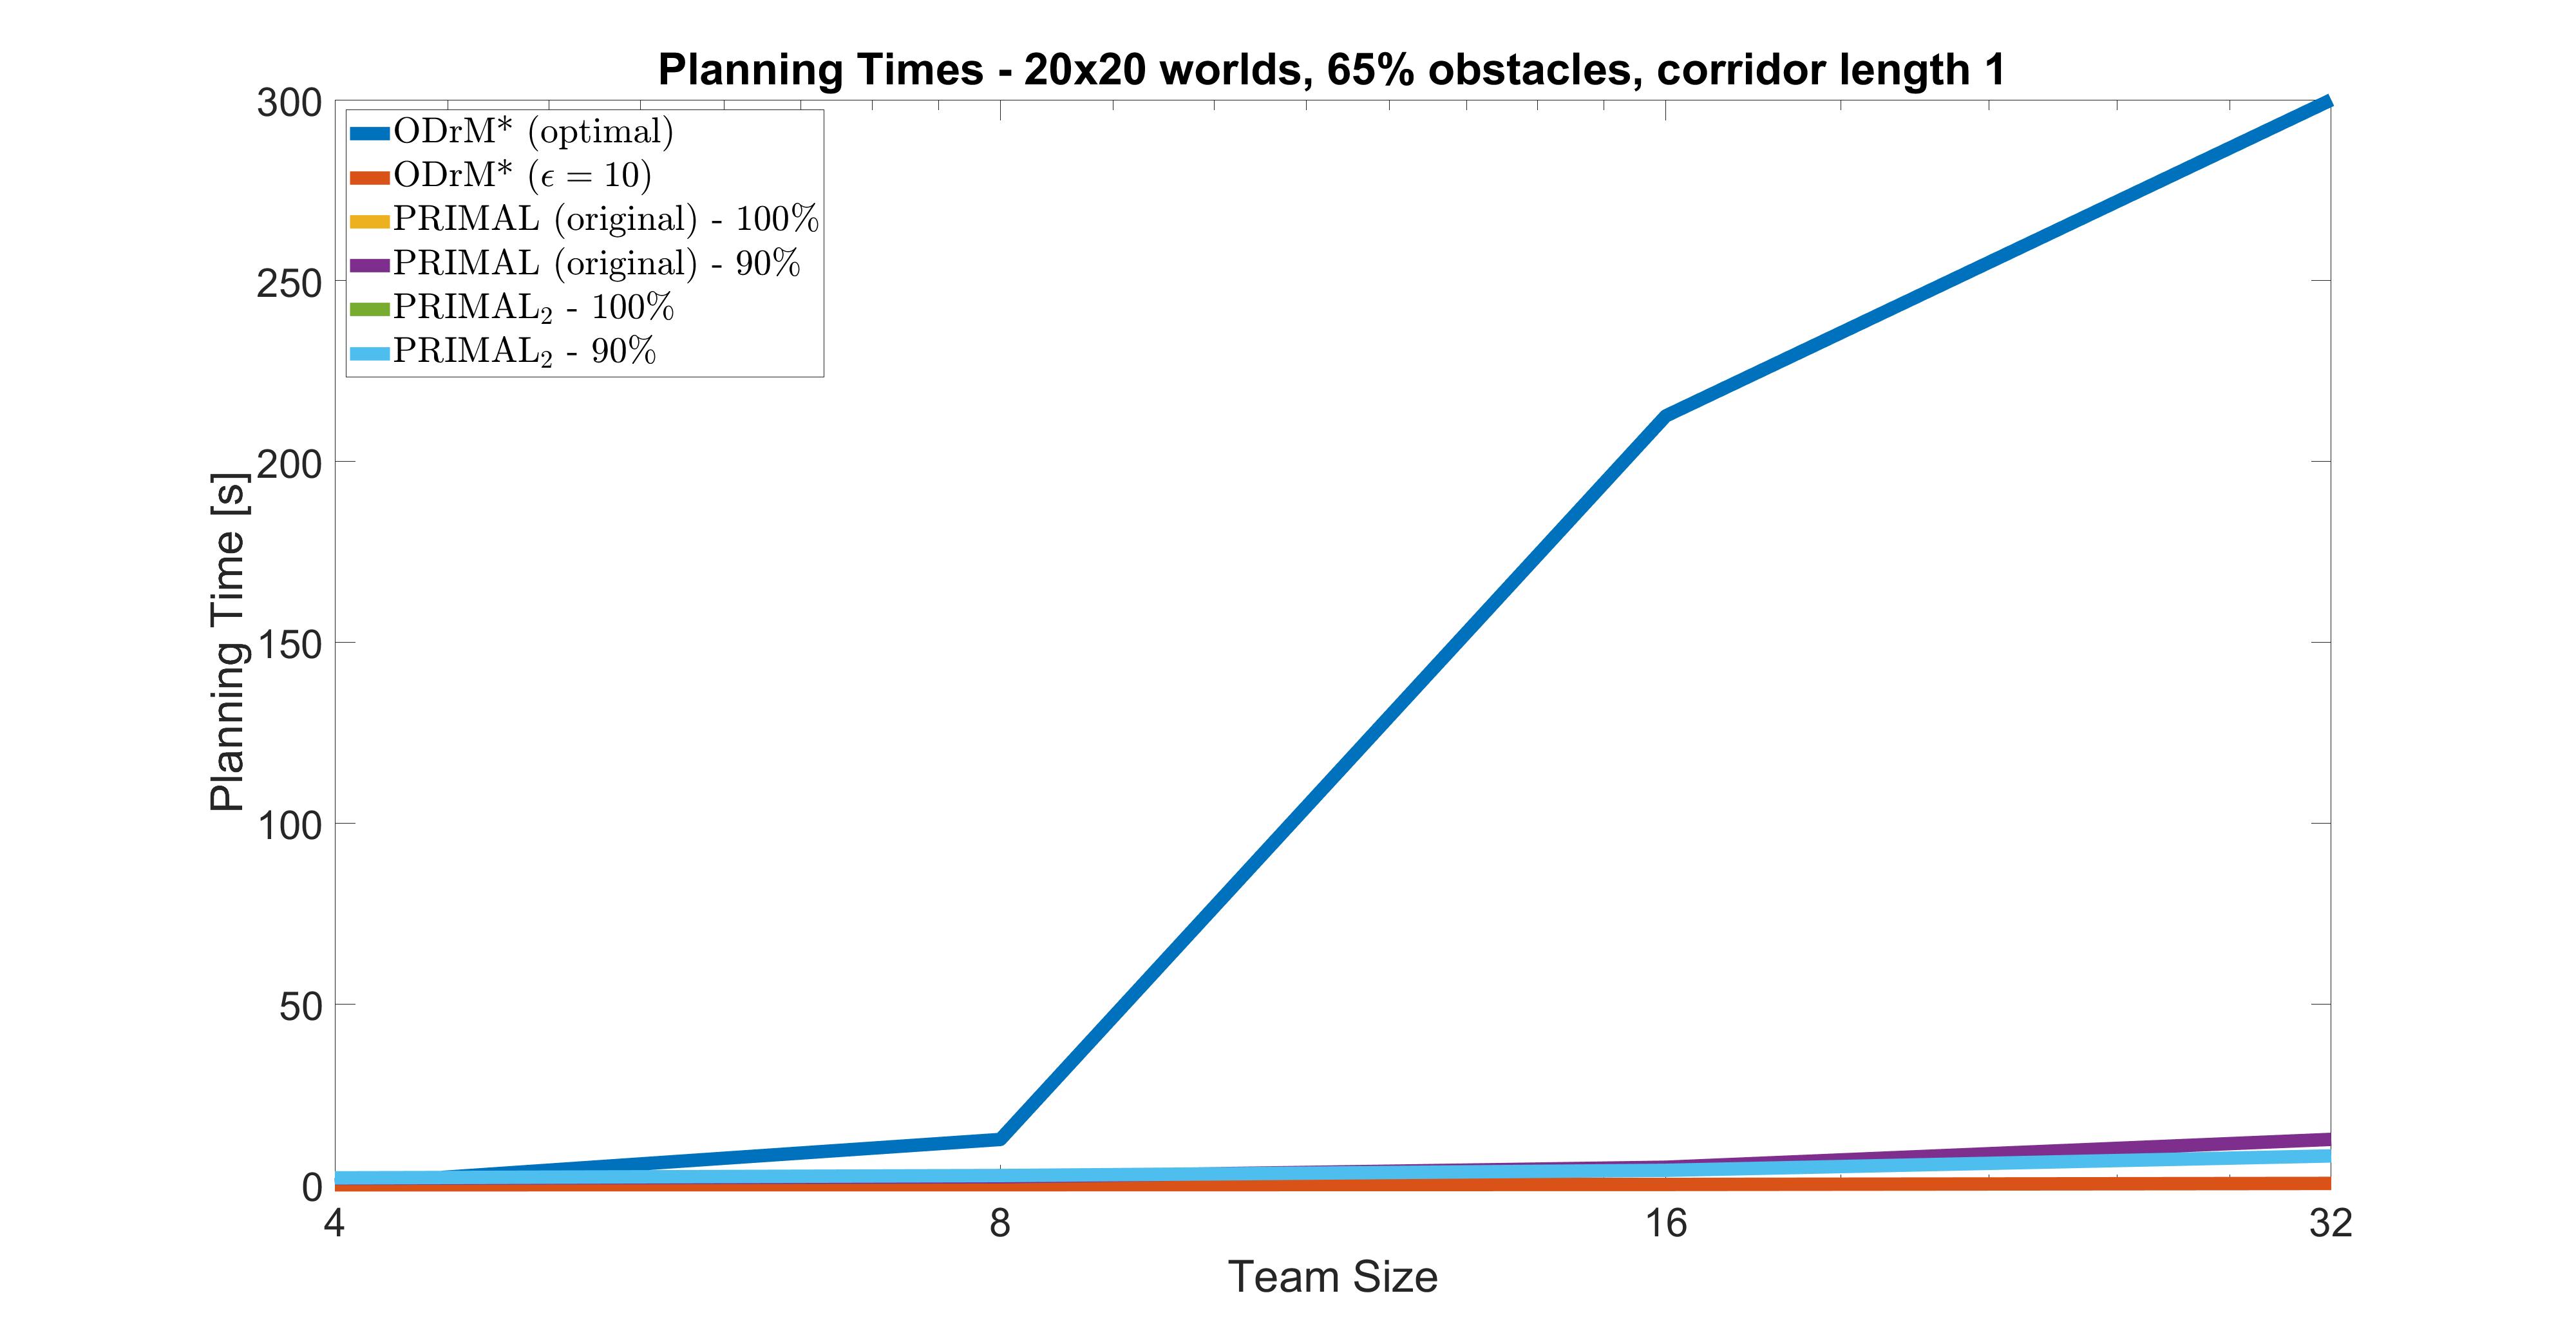 Planning Times - 20x20 worlds, 65% obstacles, corridor length 1
300
250
200
150
100
50
0
Planning Time [s]
ODrM* (optimal)
ODrM* (ϵ = 10)
PRIMAL (original) - 100%
PRIMAL (original) - 90%
PRIMAL₂ - 100%
PRIMAL₂ - 90%
4 8 16 32
Team Size